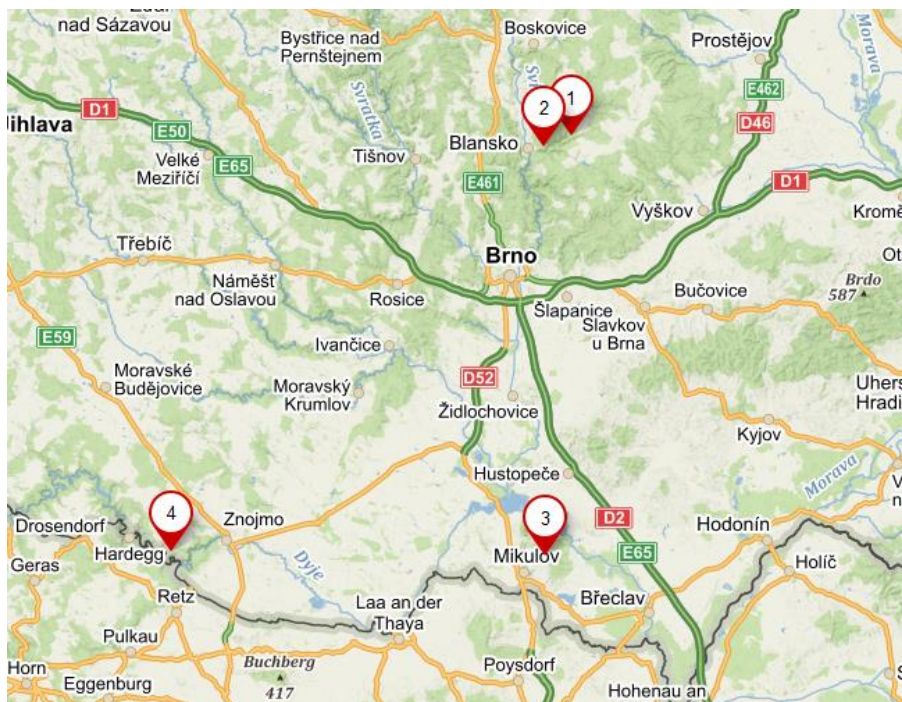 nad Sázavou
Boskovice
Bystřice nad
Pernštejnem
Prostějov
Morava
Svratka
E462
D1
Jihlava
E50
2
1
D46
Velké
Meziříčí
E65
Tišnov
Blansko
E461
D1
Vyškov
Třebíč
Brno
Náměšť
nad Oslavou
Rosice
Šlapanice
Bučovice
Brdo
587
Slavkov
u Brna
E59
Ivančice
Moravské
Budějovice
D52
Moravský
Krumlov
Židlochovice
Kyjov
Hustopeče
Morava
4
3
Drosendorf
Znojmo
D2
Hodonín
Hardegg
Mikulov
E65
Geras
Dyje
Holíč
Retz
Břeclav
Laa an der
Thaya
Pulkau
Buchberg
417
Poysdorf
Horn
Eggenburg
Hohenau an